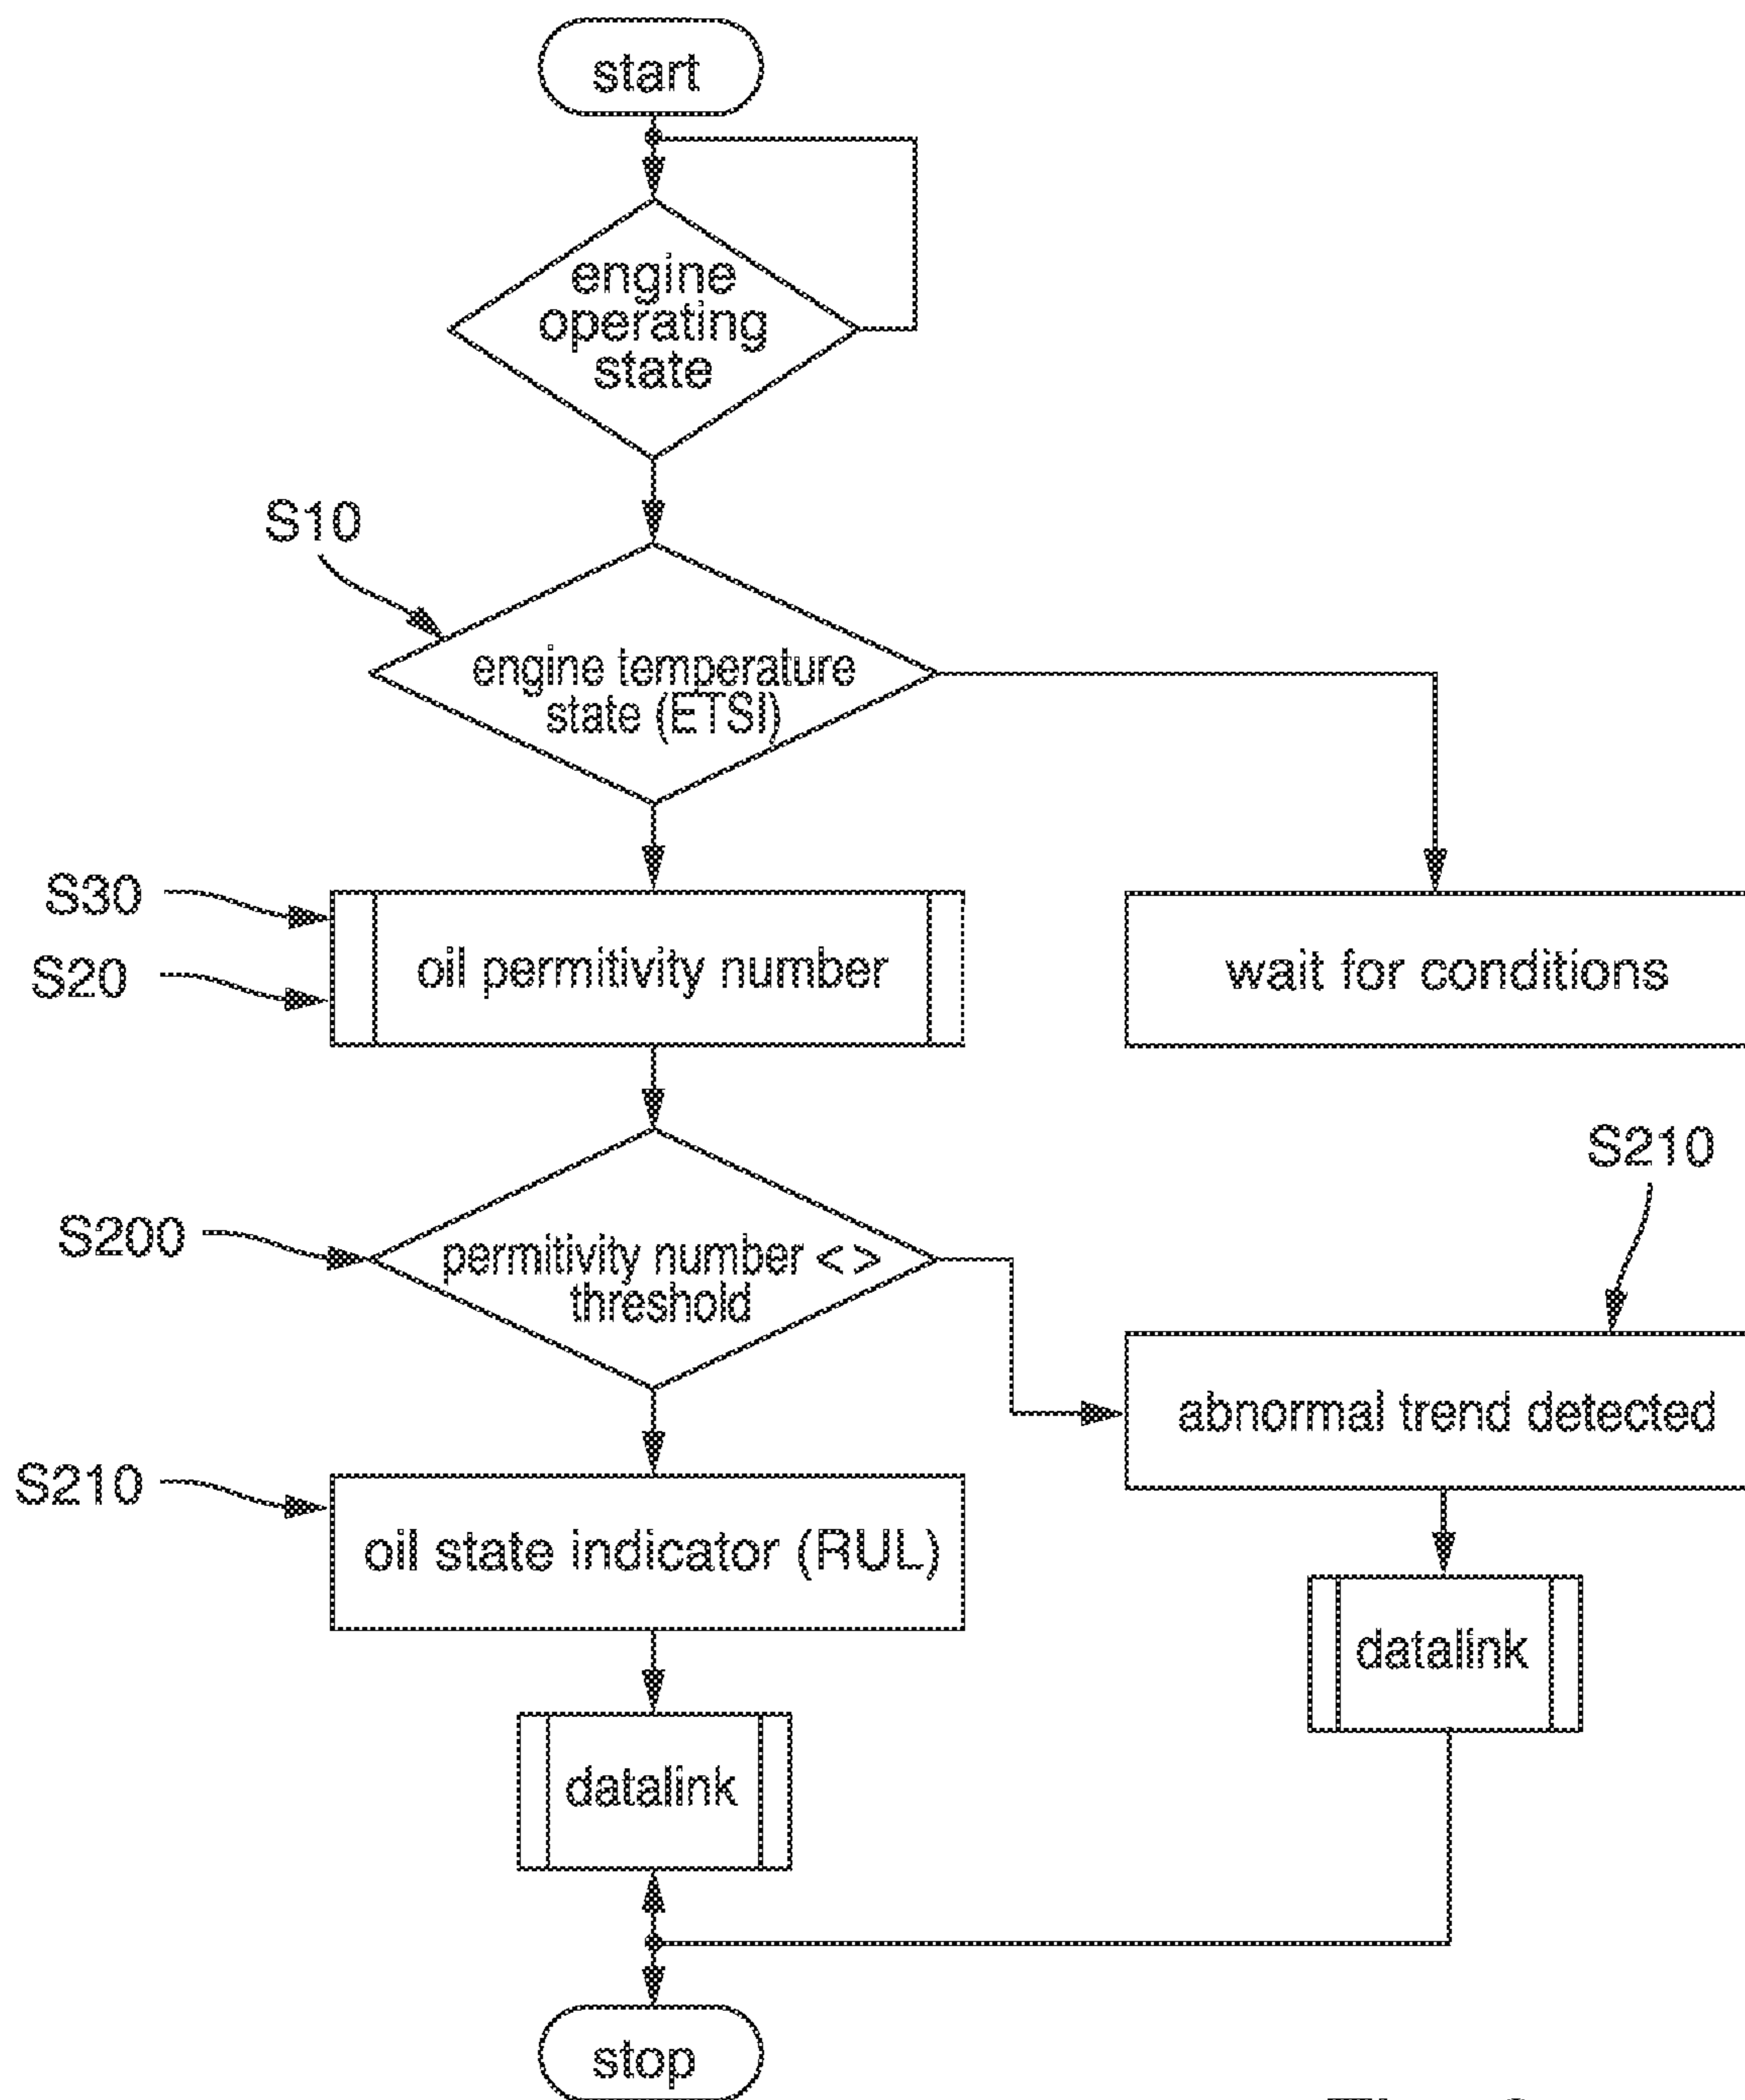 start
engine
operating
state
S10
engine temperature
state (ETSI)
S30
S20
oil permitivity number
wait for conditions
S210
S200
permitivity number < >
threshold
abnormal trend detected
S210
oil state indicator (RUL)
datalink
datalink
stop